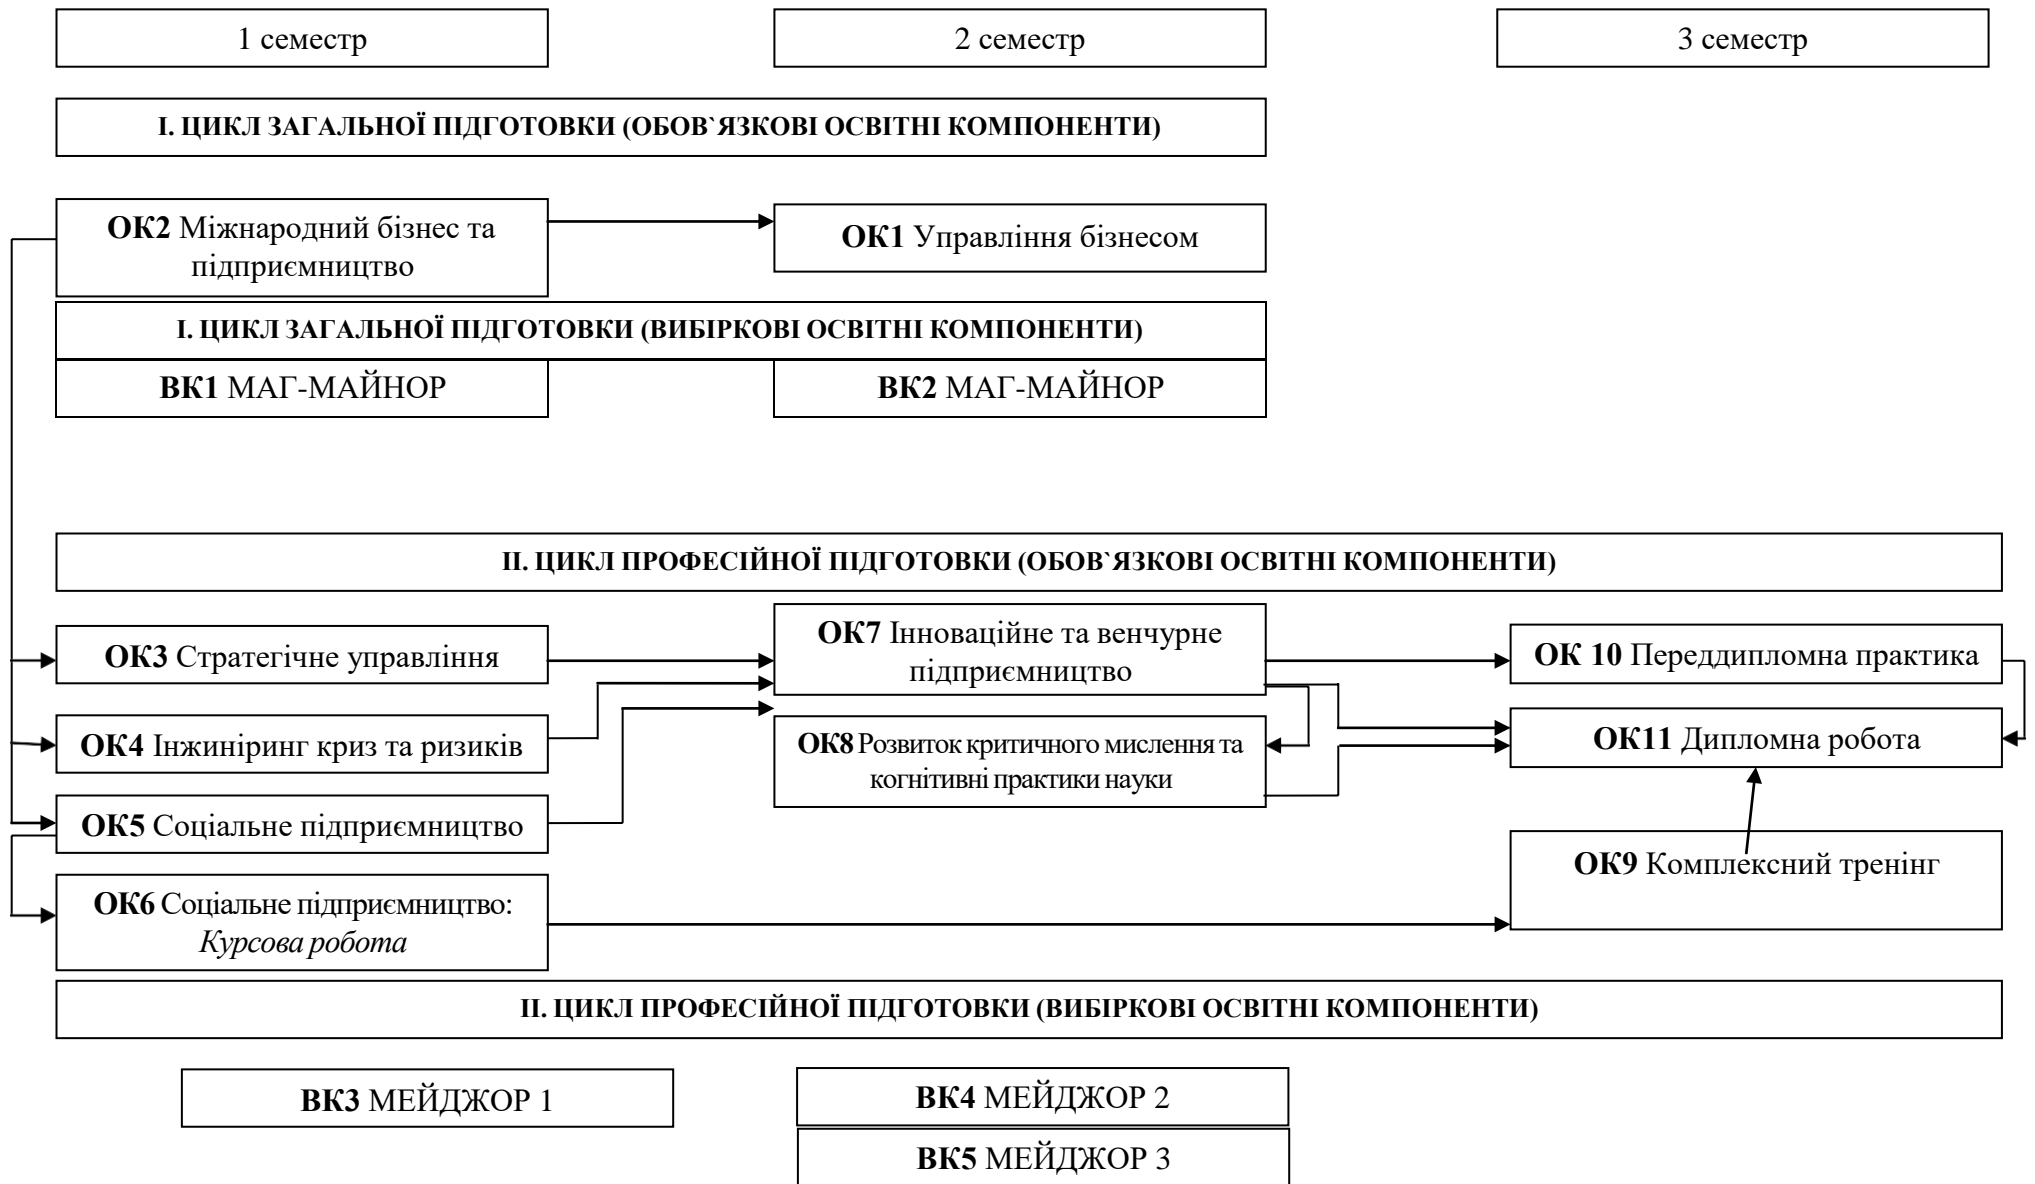 1 семестр
2 семестр
3 семестр
І. ЦИКЛ ЗАГАЛЬНОЇ ПІДГОТОВКИ (ОБОВ`ЯЗКОВІ ОСВІТНІ КОМПОНЕНТИ)
ОК2 Міжнародний бізнес та
підприємництво
ОК1 Управління бізнесом
І. ЦИКЛ ЗАГАЛЬНОЇ ПІДГОТОВКИ (ВИБІРКОВІ ОСВІТНІ КОМПОНЕНТИ)
ВК1 МАГ-МАЙНОР
ВК2 МАГ-МАЙНОР
ІІ. ЦИКЛ ПРОФЕСІЙНОЇ ПІДГОТОВКИ (ОБОВ`ЯЗКОВІ ОСВІТНІ КОМПОНЕНТИ)
ОК3 Стратегічне управління
ОК7 Інноваційне та венчурне
підприємництво
ОК 10 Переддипломна практика
ОК4 Інжиніринг криз та ризиків
ОК8 Розвиток критичного мислення та
когнітивні практики науки
ОК11 Дипломна робота
ОК5 Соціальне підприємництво
ОК9 Комплексний тренінг
ОК6 Соціальне підприємництво:
Курсова робота
ІІ. ЦИКЛ ПРОФЕСІЙНОЇ ПІДГОТОВКИ (ВИБІРКОВІ ОСВІТНІ КОМПОНЕНТИ)
ВК3 МЕЙДЖОР 1
ВК4 МЕЙДЖОР 2
ВК5 МЕЙДЖОР 3